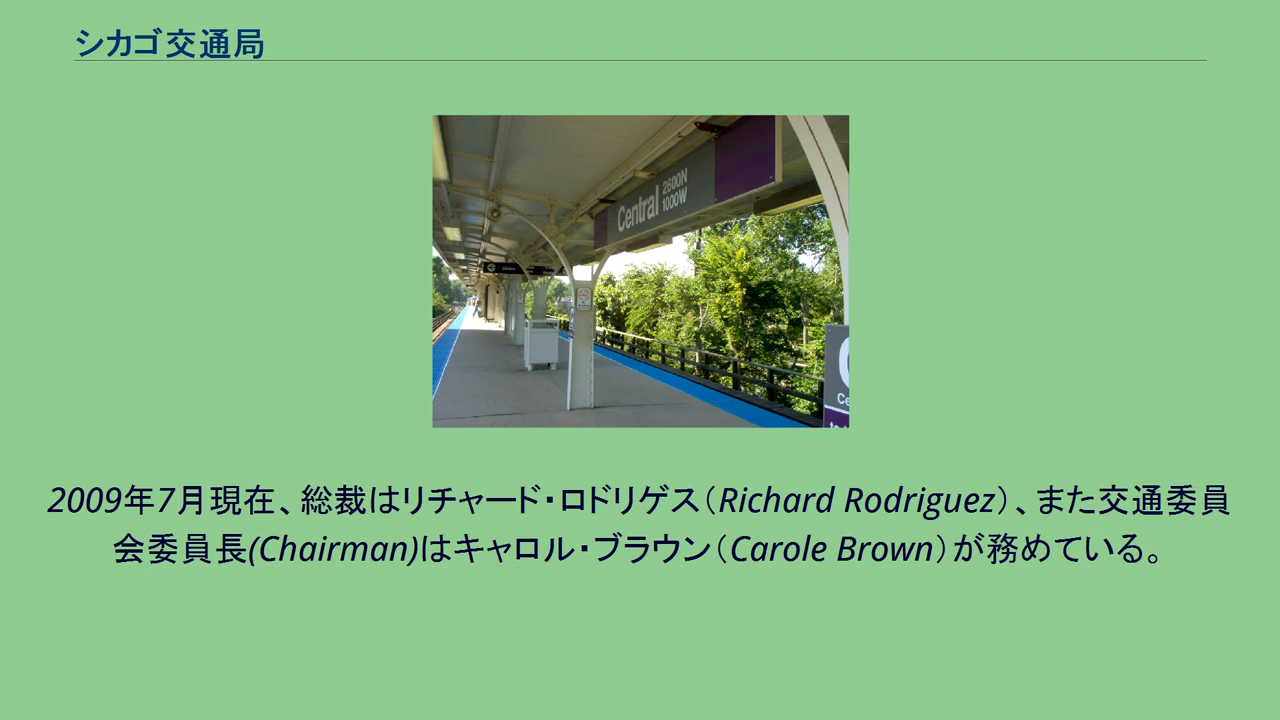 シカゴ交通局
Central 2600N
1000W
2009年7月現在、総裁はリチャード・ロドリゲス（Richard Rodriguez）、また交通委員
会委員長(Chairman)はキャロル・ブラウン（Carole Brown）が務めている。